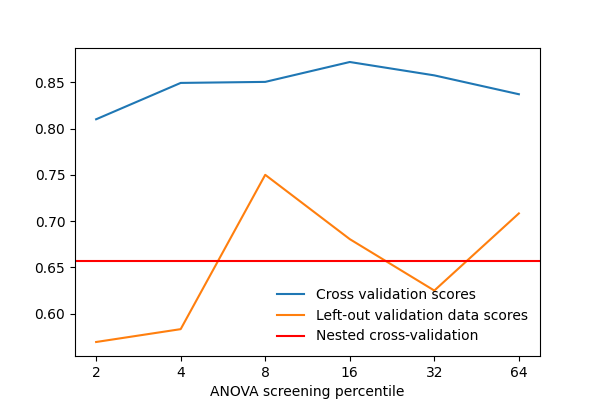 0.85
0.80
0.75
0.70
0.65
0.60
Cross validation scores
Left-out validation data scores
Nested cross-validation
2 4 8 16 32 64
ANOVA screening percentile